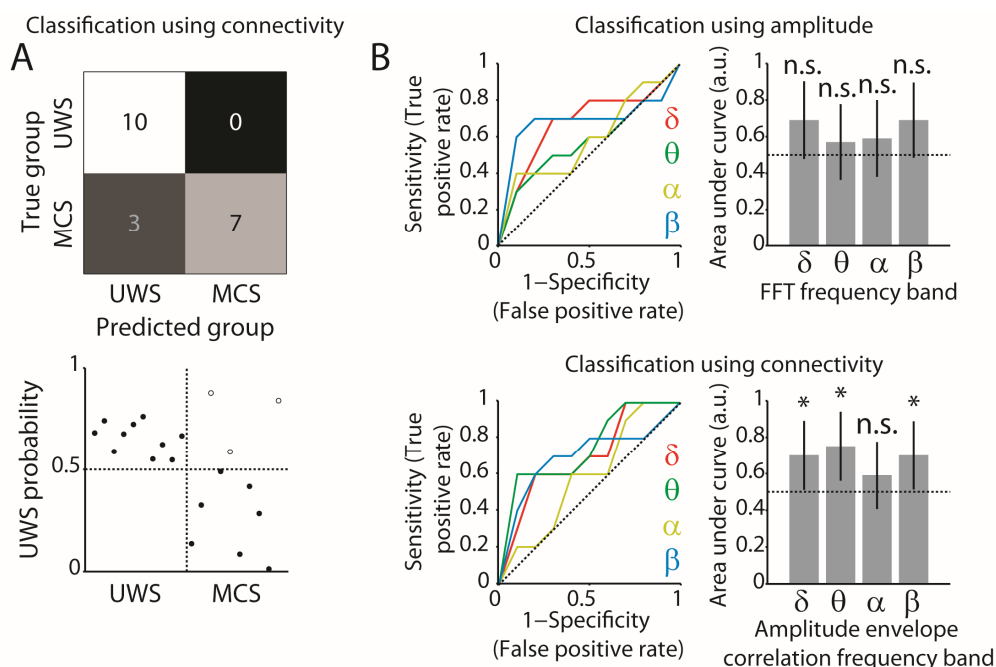 Classification using connectivity
A
True group
UWS
MCS
10
0
3
7
UWS
MCS
Predicted group
UWS probability
1
0.5
0
UWS
MCS
B
Classification using amplitude
Sensitivity (True
positive rate)
1
0.8
0.6
0.4
0.2
0
δ
θ
α
β
0.5
1
1−Specificity
(False positive rate)
Area under curve (a.u.)
1
0.8
0.6
0.4
0.2
0
n.s.
n.s.
n.s.
n.s.
δ θ α β
FFT frequency band
Classification using connectivity
Sensitivity (True
positive rate)
1
0.8
0.6
0.4
0.2
0
δ
θ
α
β
0.5
1
1−Specificity
(False positive rate)
Area under curve (a.u.)
1
0.8
0.6
0.4
0.2
0
*
*
n.s.
*
δ θ α β
Amplitude envelope
correlation frequency band